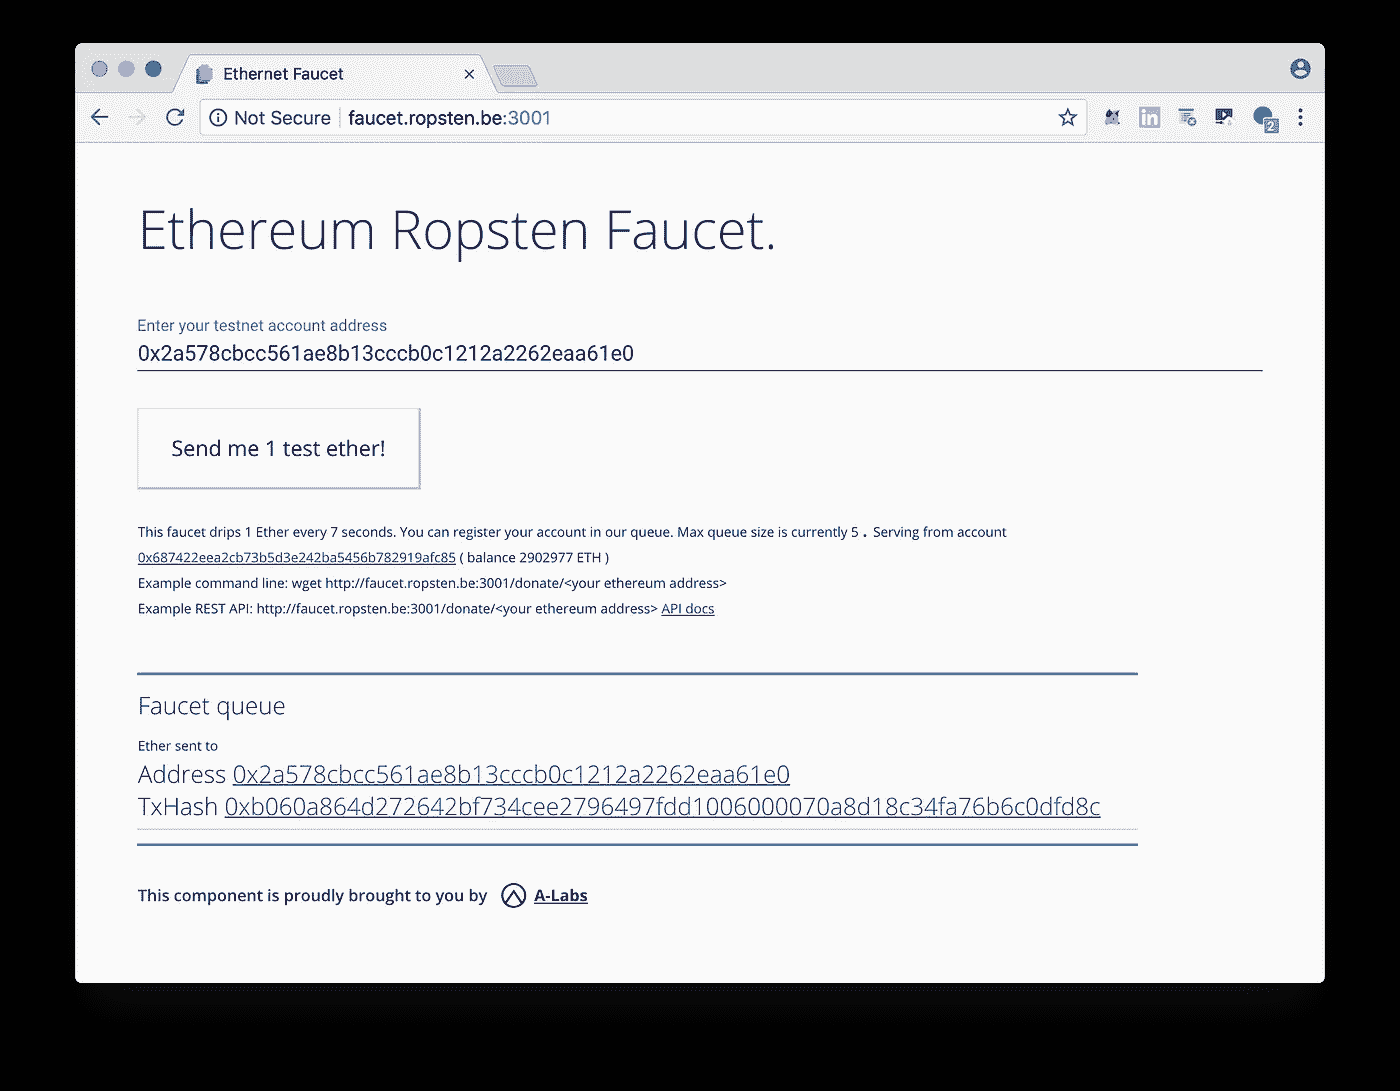 Ethernet Faucet
Not Secure faucet.ropsten.be:3001
in
2
Ethereum Ropsten Faucet.
Enter your testnet account address
0x2a578cbcc561ae8b13cccb0c1212a2262eaa61e0
Send me 1 test ether!
This faucet drips 1 Ether every 7 seconds. You can register your account in our queue. Max queue size is currently 5 . Serving from account
0x687422eea2cb73b5d3e242ba5456b782919afc85 ( balance 2902977 ETH )
Example command line: wget http://faucet.ropsten.be:3001/donate/<your ethereum address>
Example REST API: http://faucet.ropsten.be:3001/donate/<your ethereum address> API docs
Faucet queue
Ether sent to
Address 0x2a578cbcc561ae8b13cccb0c1212a2262eaa61e0
TxHash 0xb060a864d272642bf734cee2796497fdd1006000070a8d18c34fa76b6c0dfd8c
This component is proudly brought to you by A-Labs